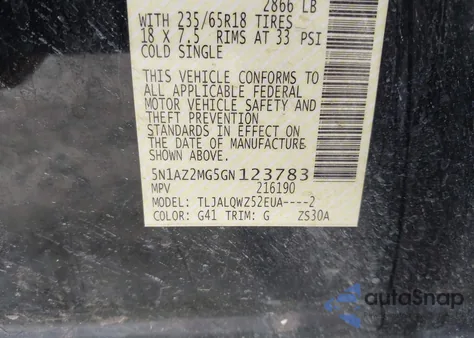 2866 LB
WITH 235/65R18 TIRES
18 X 7.5 RIMS AT 33 PSI
COLD SINGLE
THIS VEHICLE CONFORMS TO
ALL APPLICABLE FEDERAL
MOTOR VEHICLE SAFETY AND
THEFT PREVENTION
STANDARDS IN EFFECT ON
THE DATE OF MANUFACTURE
SHOWN ABOVE.
5N1AZ2MG5GN123783
MPV 216190
MODEL: TLJALQWZ52EUA----2
COLOR: G41 TRIM: G ZS30A
autoSnap